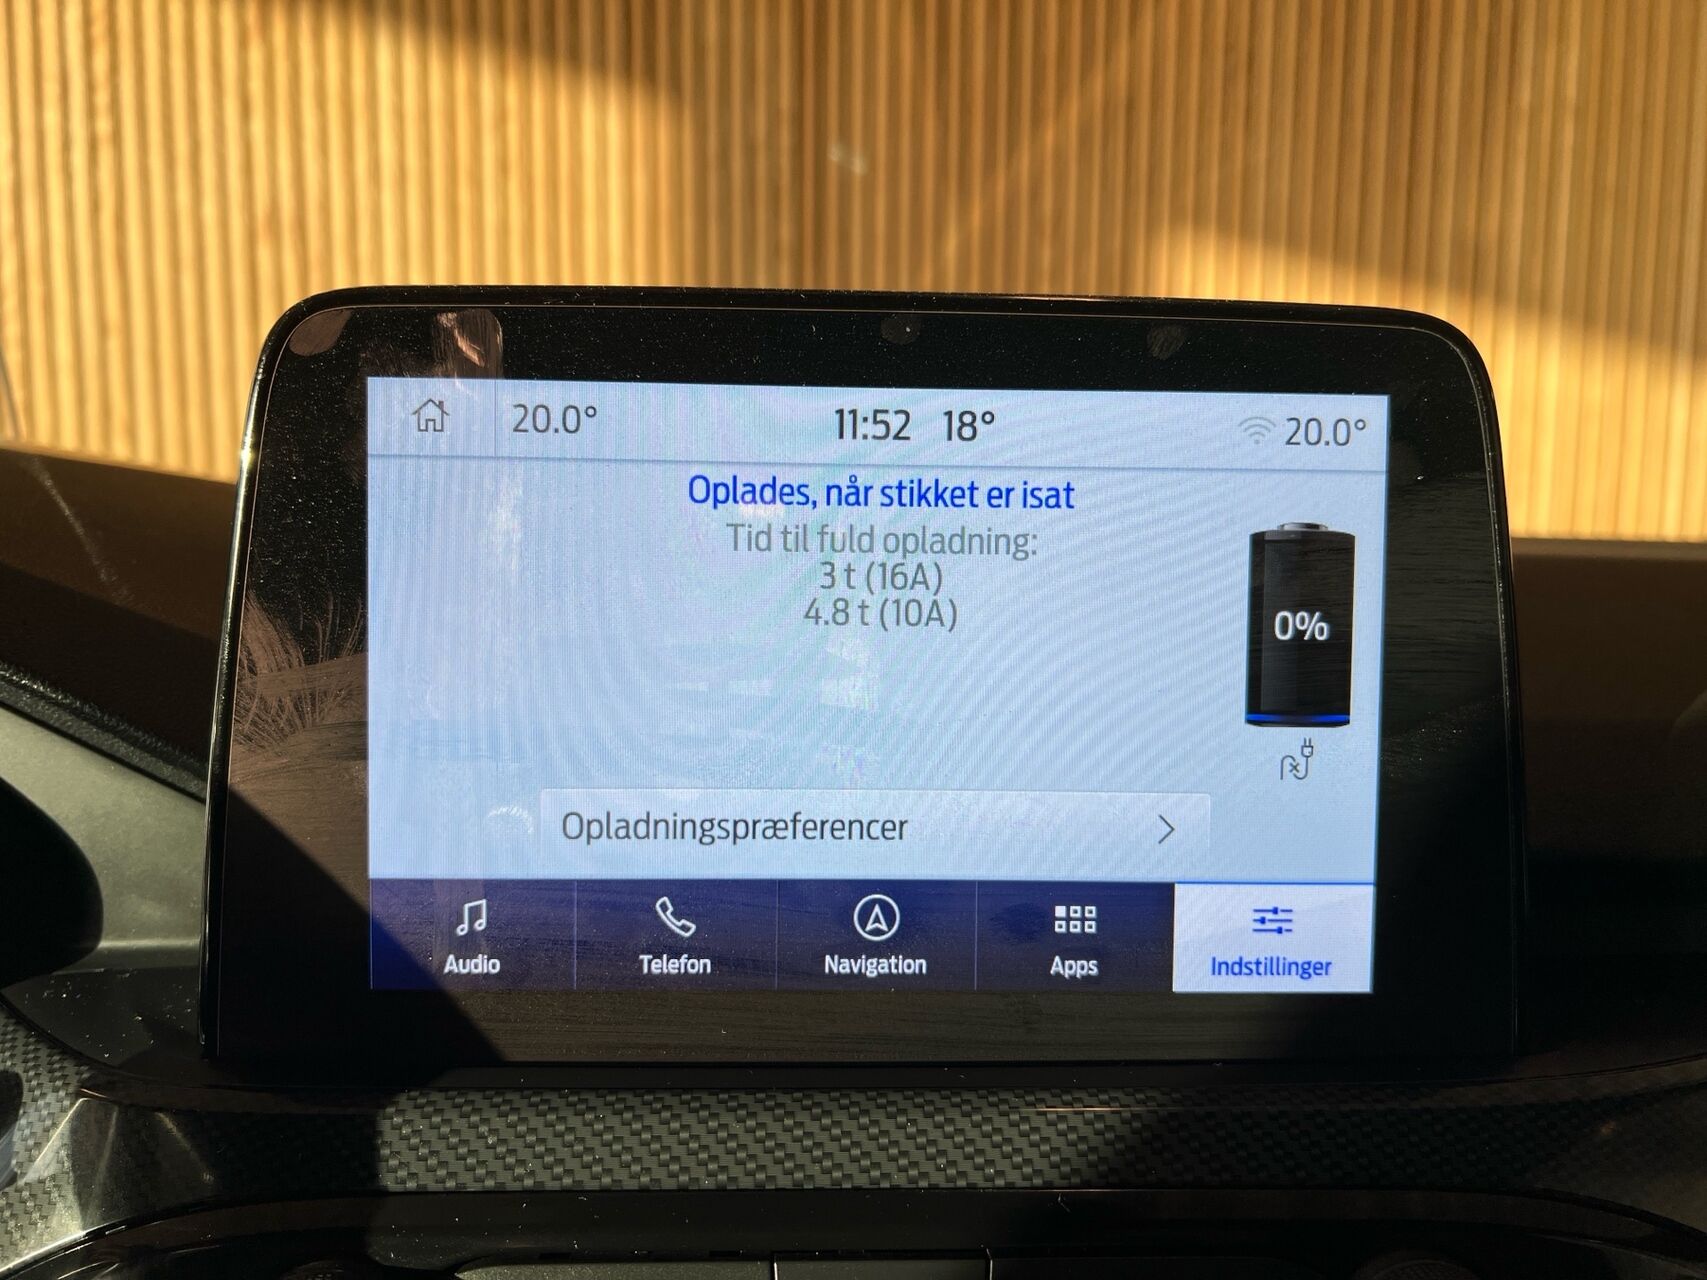 20.0° 11:52 18° 20.0°
Oplades, når stikket er isat
Tid til fuld opladning:
3 t (16A)
4.8 t (10A)
0%
Opladningspræferencer
Audio Telefon Navigation Apps Indstillinger